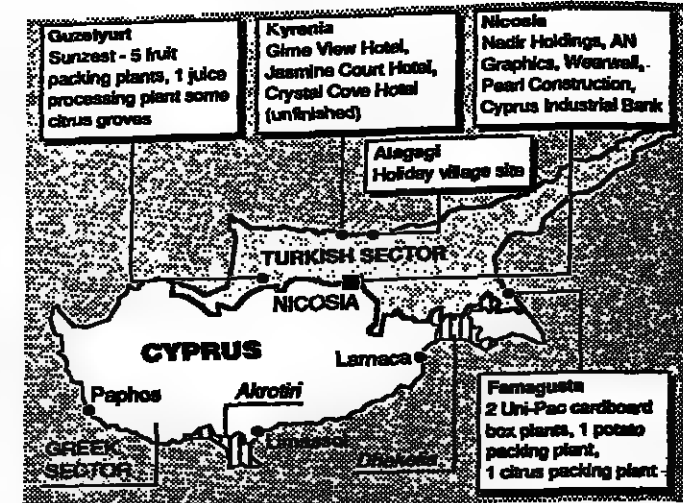 Guzelyurt
Sunzest - 5 fruit
packing plants, 1 juice
processing plant some
citrus groves
Kyrenia
Girne View Hotel,
Jasmine Court Hotel,
Crystal Cove Hotel
(unfinished)
Nicosia
Nadir Holdings, AN
Graphics, Wearwell,
Pearl Construction,
Cyprus Industrial Bank
Alagagi
Holiday village site
TURKISH SECTOR
NICOSIA
CYPRUS
Larnaca
Paphos
Akrotiri
Limassol
GREEK
SECTOR
Dhekelia
Famagusta
2 Uni-Pac cardboard
box plants, 1 potato
packing plant,
1 citrus packing plant